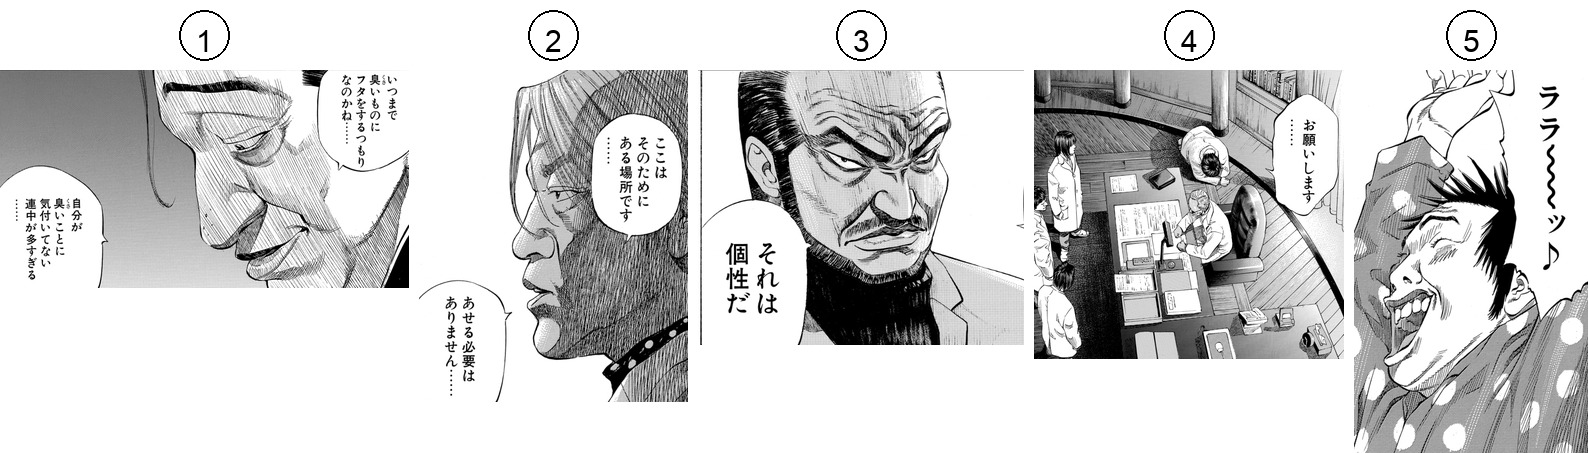 1
2
3
4
5
いつまで
臭いものに
フタをするつもり
なのかね……
自分が
臭いことに
気付いてない
連中が多すぎる
……
ここは
そのために
ある場所です
……
あせる必要は
ありません……
それは
個性だ
お願いします
……
ララ〜〜〜〜ッ♪